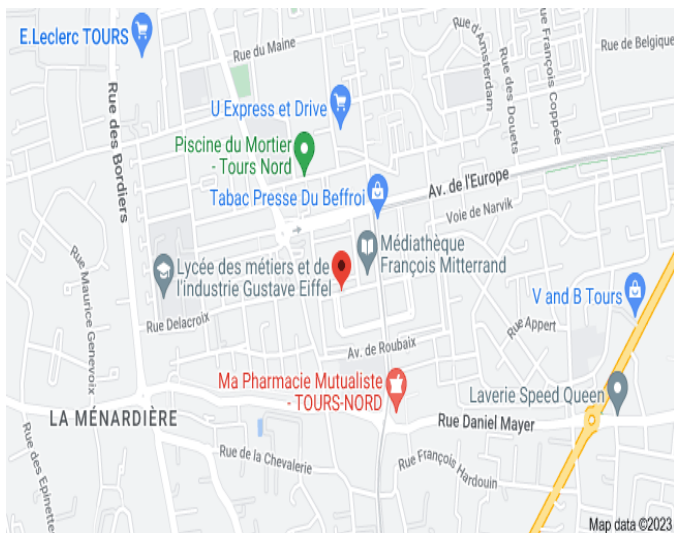 E.Leclerc TOURS
Rue du Maine
Rue d'Amsterdam
Rue des Douets
Rue François Coppée
Rue de Belgique
Rue des Bordiers
U Express et Drive
Piscine du Mortier
- Tours Nord
Tabac Presse Du Beffroi
Av. de l'Europe
Voie de Narvik
Médiathèque
François Mitterrand
Lycée des métiers et de
l'industrie Gustave Eiffel
Rue Maurice Genevoix
Rue Delacroix
V and B Tours
Rue Appert
Av. de Roubaix
Ma Pharmacie Mutualiste
- TOURS-NORD
Laverie Speed Queen
LA MÉNARDIÈRE
Rue Daniel Mayer
Rue des Epinettes
Rue de la Chevalerie
Rue François Hardouin
Map data ©2023